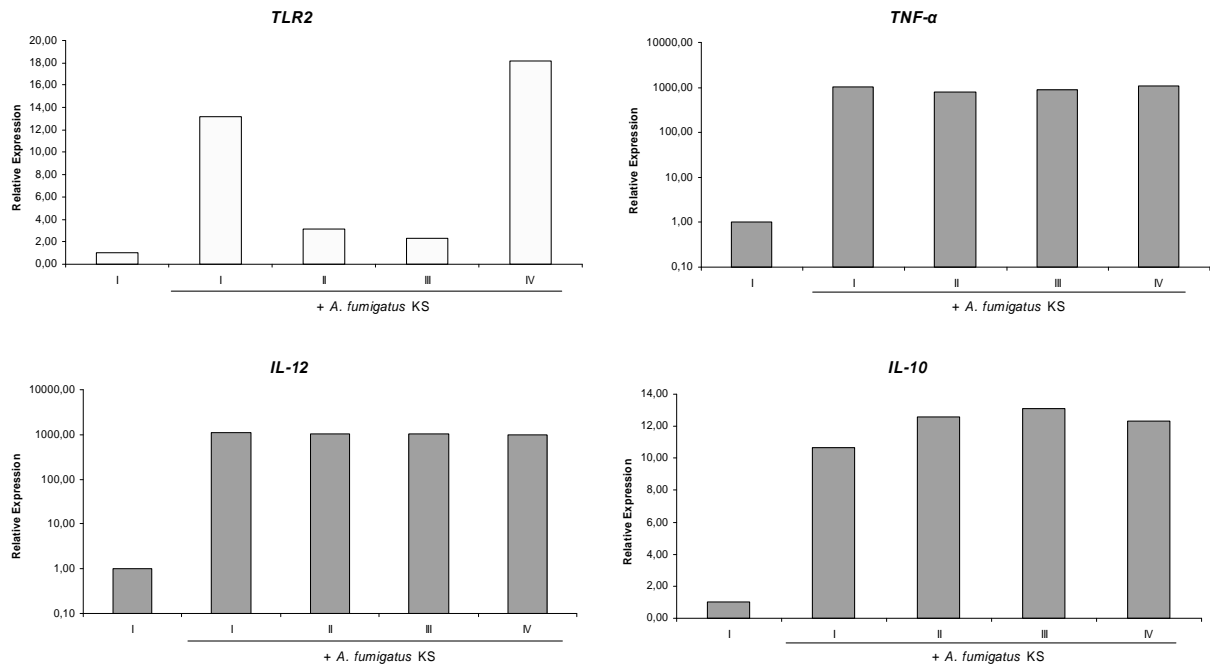 TLR2
Relative Expression
20,00
18,00
16,00
14,00
12,00
10,00
8,00
6,00
4,00
2,00
0,00
I I II III IV
+ A. fumigatus KS
TNF-α
Relative Expression
10000,00
1000,00
100,00
10,00
1,00
0,10
I I II III IV
+ A. fumigatus KS
IL-12
Relative Expression
10000,00
1000,00
100,00
10,00
1,00
0,10
I I II III IV
+ A. fumigatus KS
IL-10
Relative Expression
14,00
12,00
10,00
8,00
6,00
4,00
2,00
0,00
I I II III IV
+ A. fumigatus KS